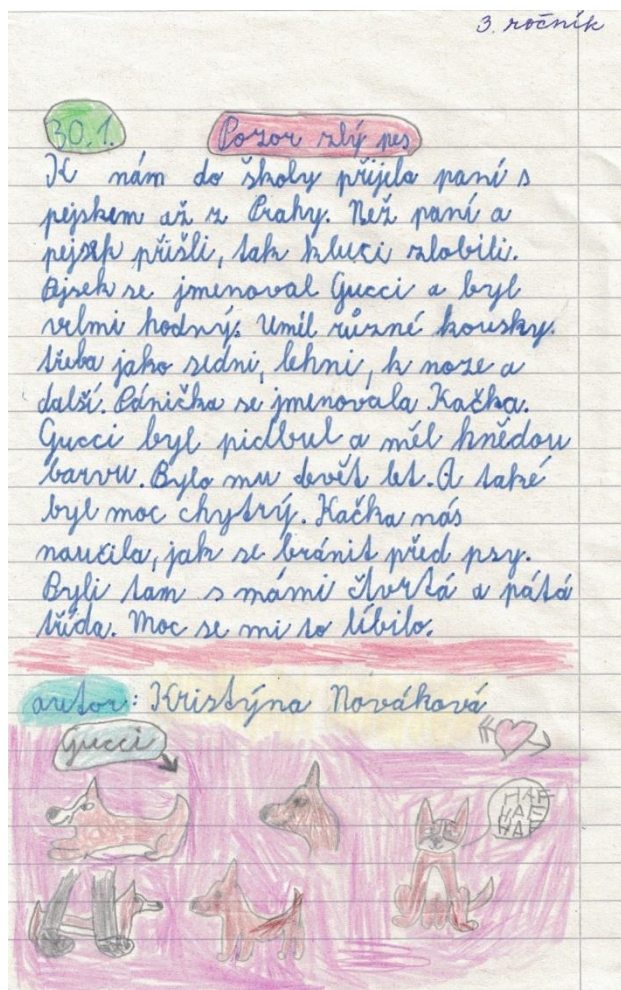 3. ročník
30.1. Pozor zlý pes
K nám do školy přijela paní s
pejskem až z Prahy. Než paní a
pejsek přišli, tak kluci zlobili.
Pejsek se jmenoval Gucci a byl
velmi hodný. Uměl různé kousky.
třeba jako sedni, lehni, k noze a
další. Pánička se jmenovala Kačka.
Gucci byl pidbul a měl hnědou
barvu. Bylo mu devět let. A také
byl moc chytrý. Kačka nás
naučila, jak se bránit před psy.
Byli tam s námi čtvrtá a pátá
třída. Moc se mi to líbilo.
autor: Kristýna Nováková
Gucci
HAF
HAF
HAF